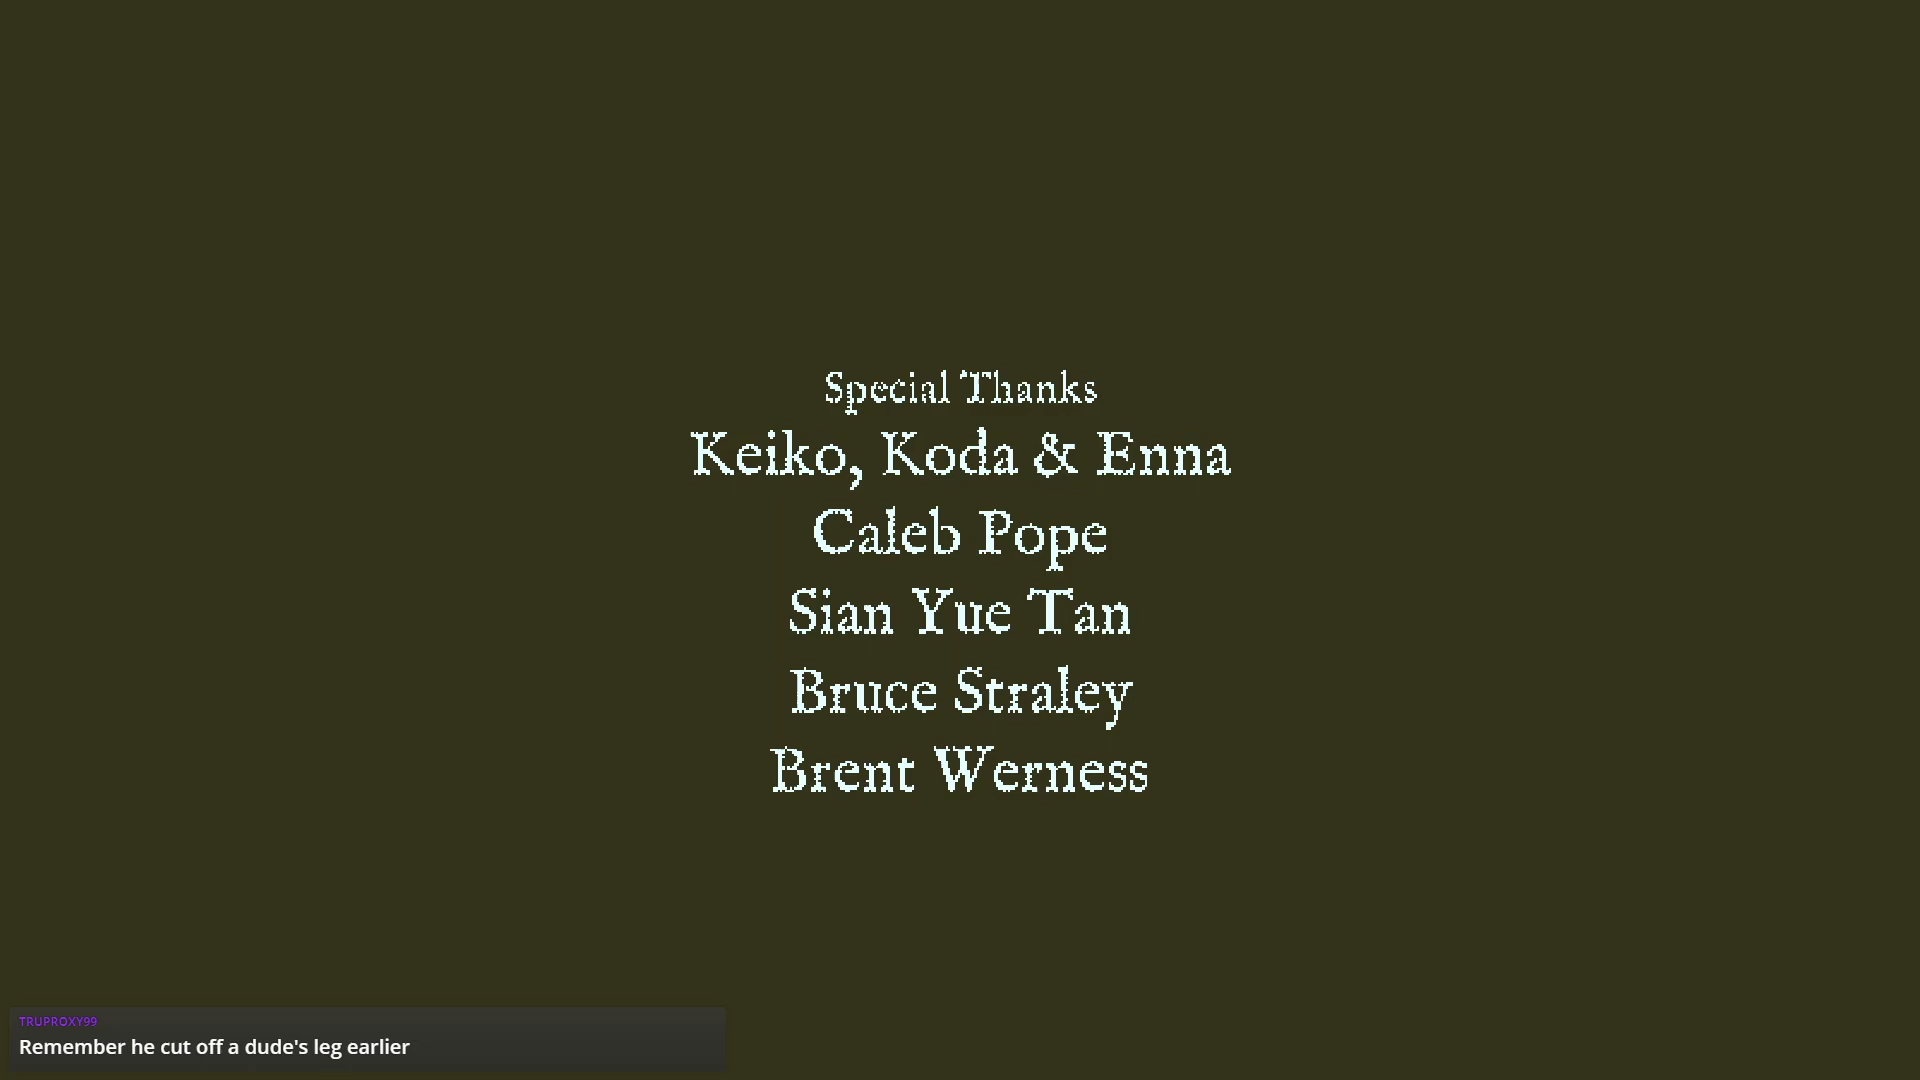 Special Thanks
Keiko, Koda & Enna
Caleb Pope
Sian Yue Tan
Bruce Straley
Brent Werness
TRUPROXY99
Remember he cut off a dude's leg earlier